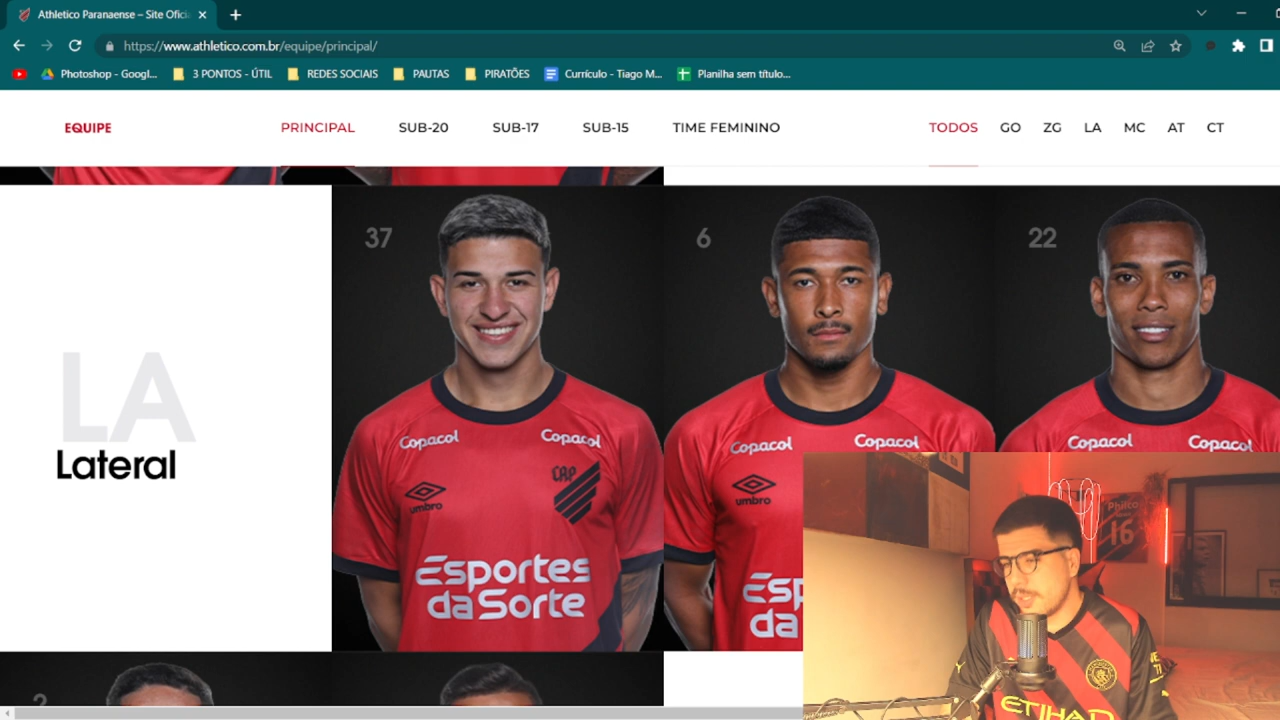 Athletico Paranaense – Site Ofici
https://www.athletico.com.br/equipe/principal/
Photoshop - Googl...
3 PONTOS - ÚTIL
REDES SOCIAIS
PAUTAS
PIRATÕES
Currículo - Tiago M...
Planilha sem título...
EQUIPE
PRINCIPAL
SUB-20
SUB-17
SUB-15
TIME FEMININO
TODOS
GO
ZG
LA
MC
AT
CT
37
6
22
LA
Lateral
Copacol
Copacol
CAP
umbro
Esportes
da Sorte
Copacol
Copacol
umbro
Copacol
Copacol
Philco
16
ETIHAD
2